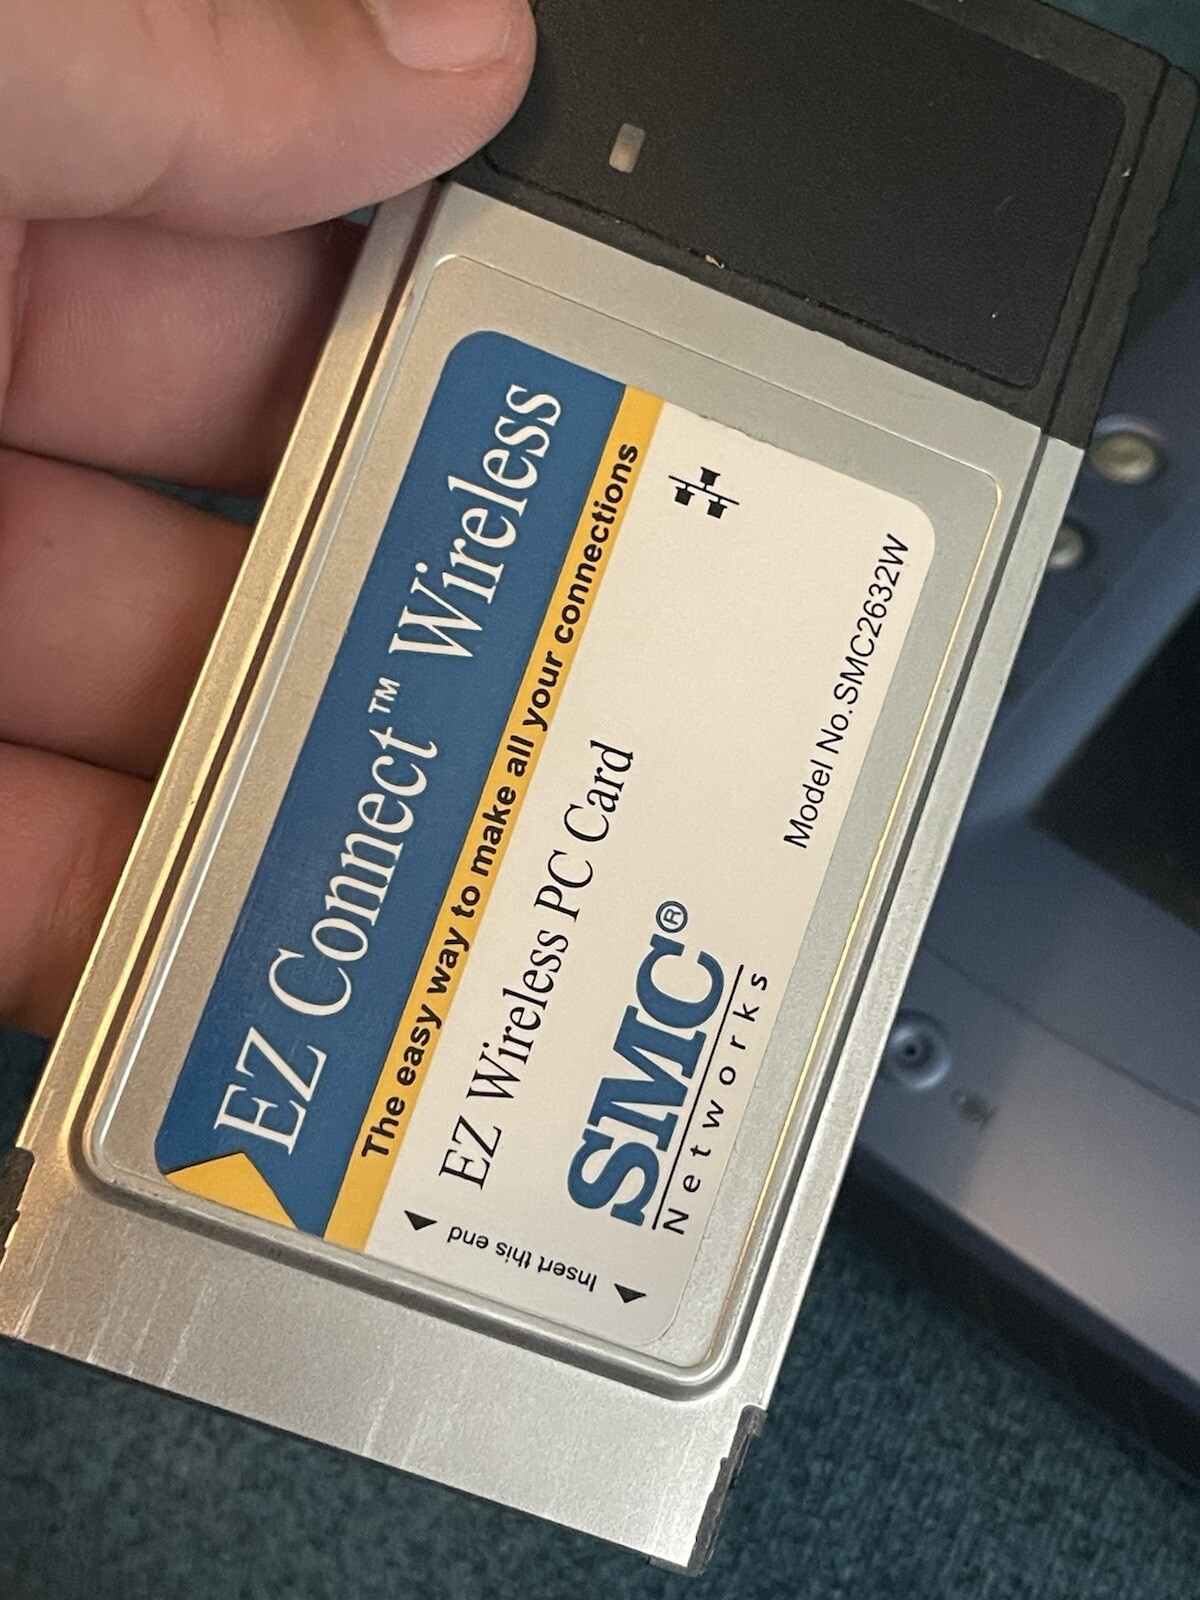 EZ Connect™ Wireless
The easy way to make all your connections
EZ Wireless PC Card
SMC®
Networks
Model No.SMC2632W
Insert this end